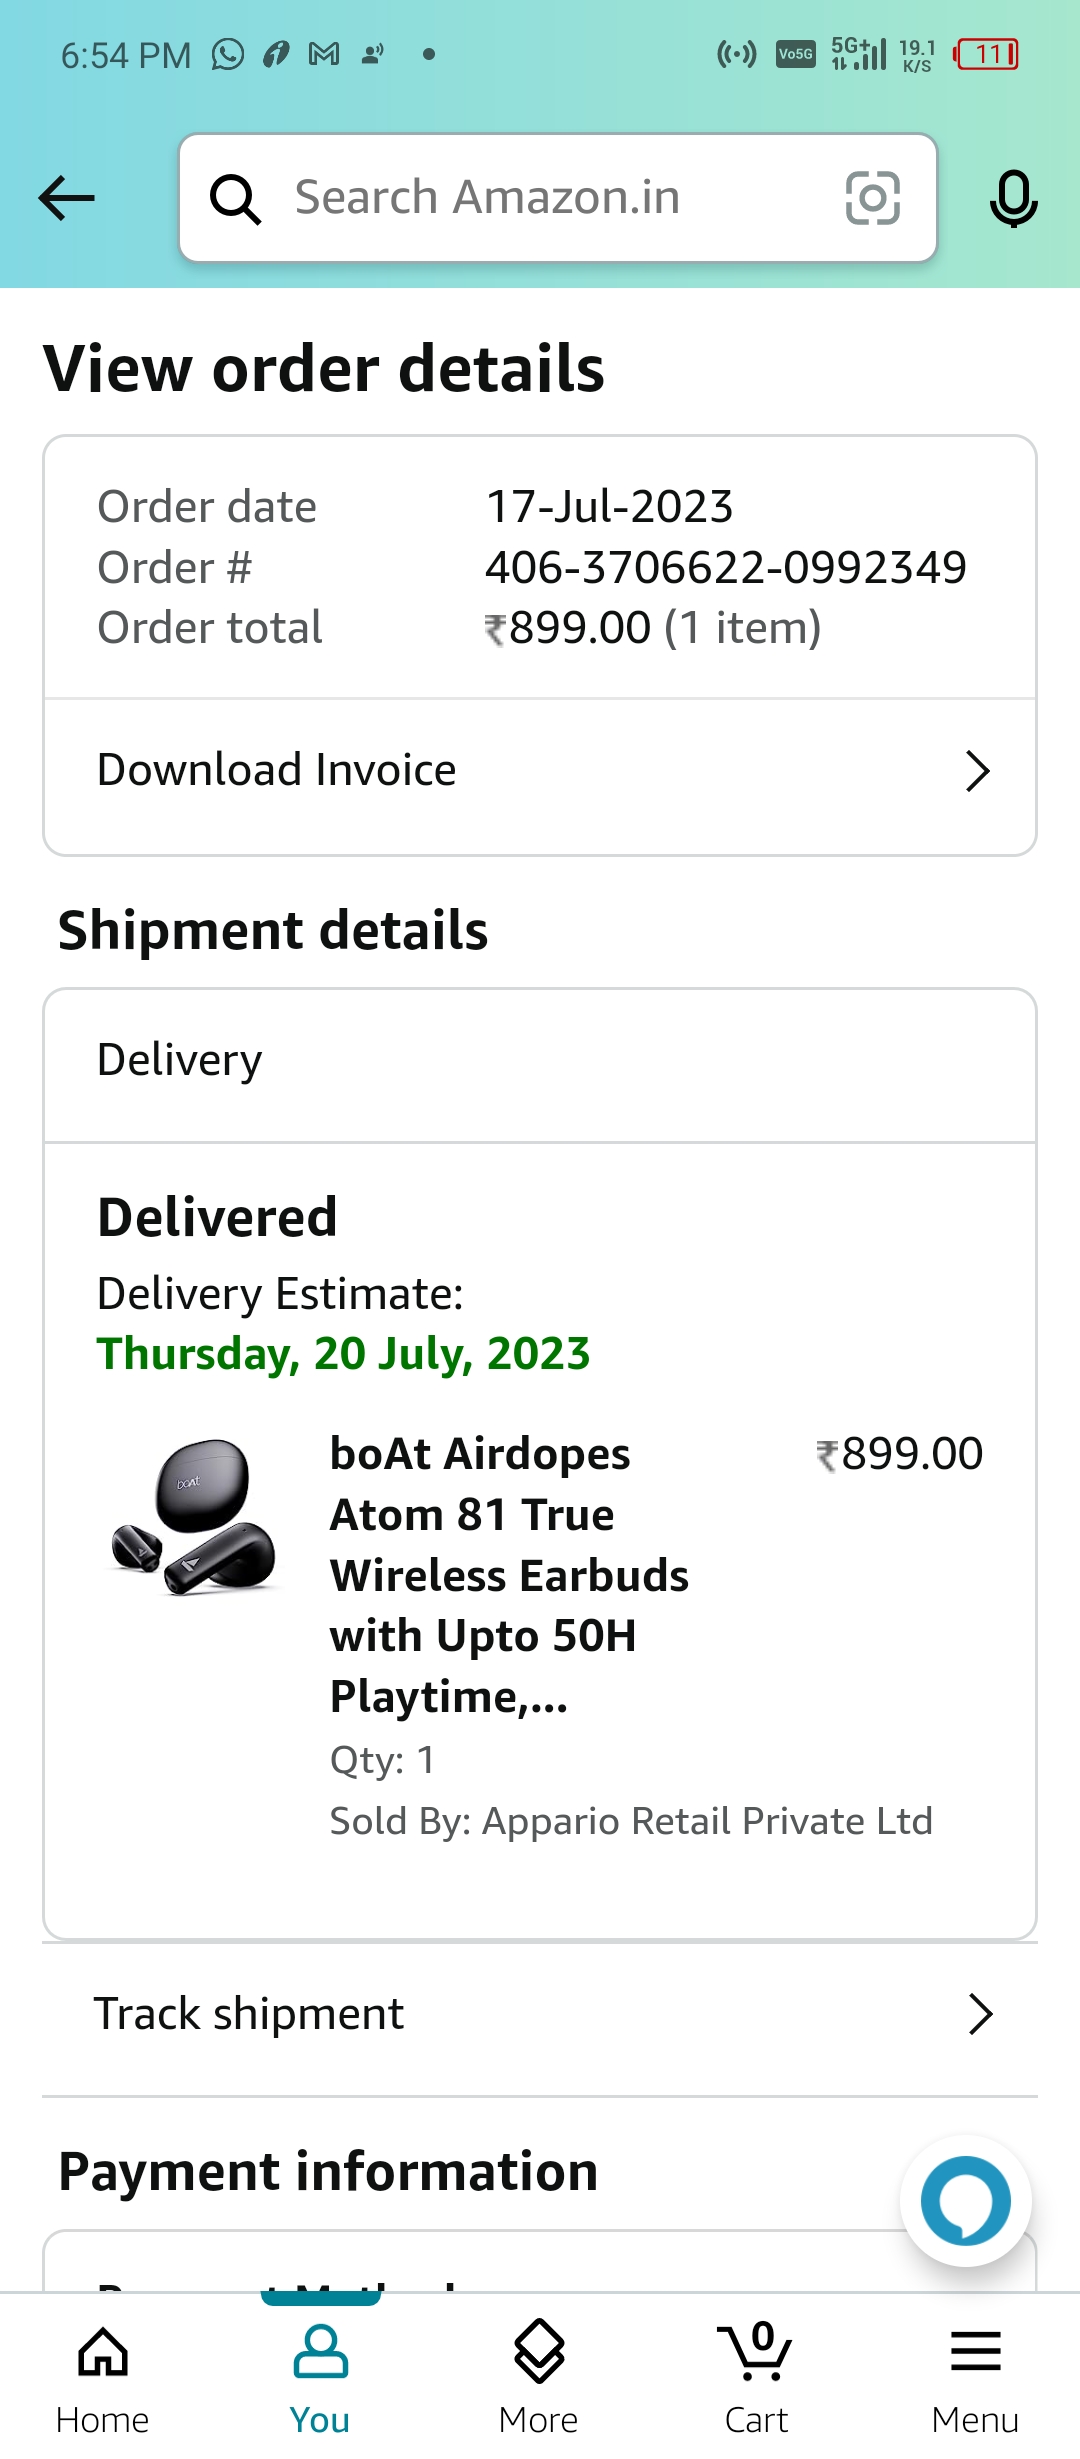 6:54 PM
Vo5G 5G+ 19.1 K/S 11
Search Amazon.in
View order details
Order date 17-Jul-2023
Order # 406-3706622-0992349
Order total ₹899.00 (1 item)
Download Invoice
Shipment details
Delivery
Delivered
Delivery Estimate:
Thursday, 20 July, 2023
boAt
boAt Airdopes ₹899.00
Atom 81 True
Wireless Earbuds
with Upto 50H
Playtime,...
Qty: 1
Sold By: Appario Retail Private Ltd
Track shipment
Payment information
0
Home You More Cart Menu